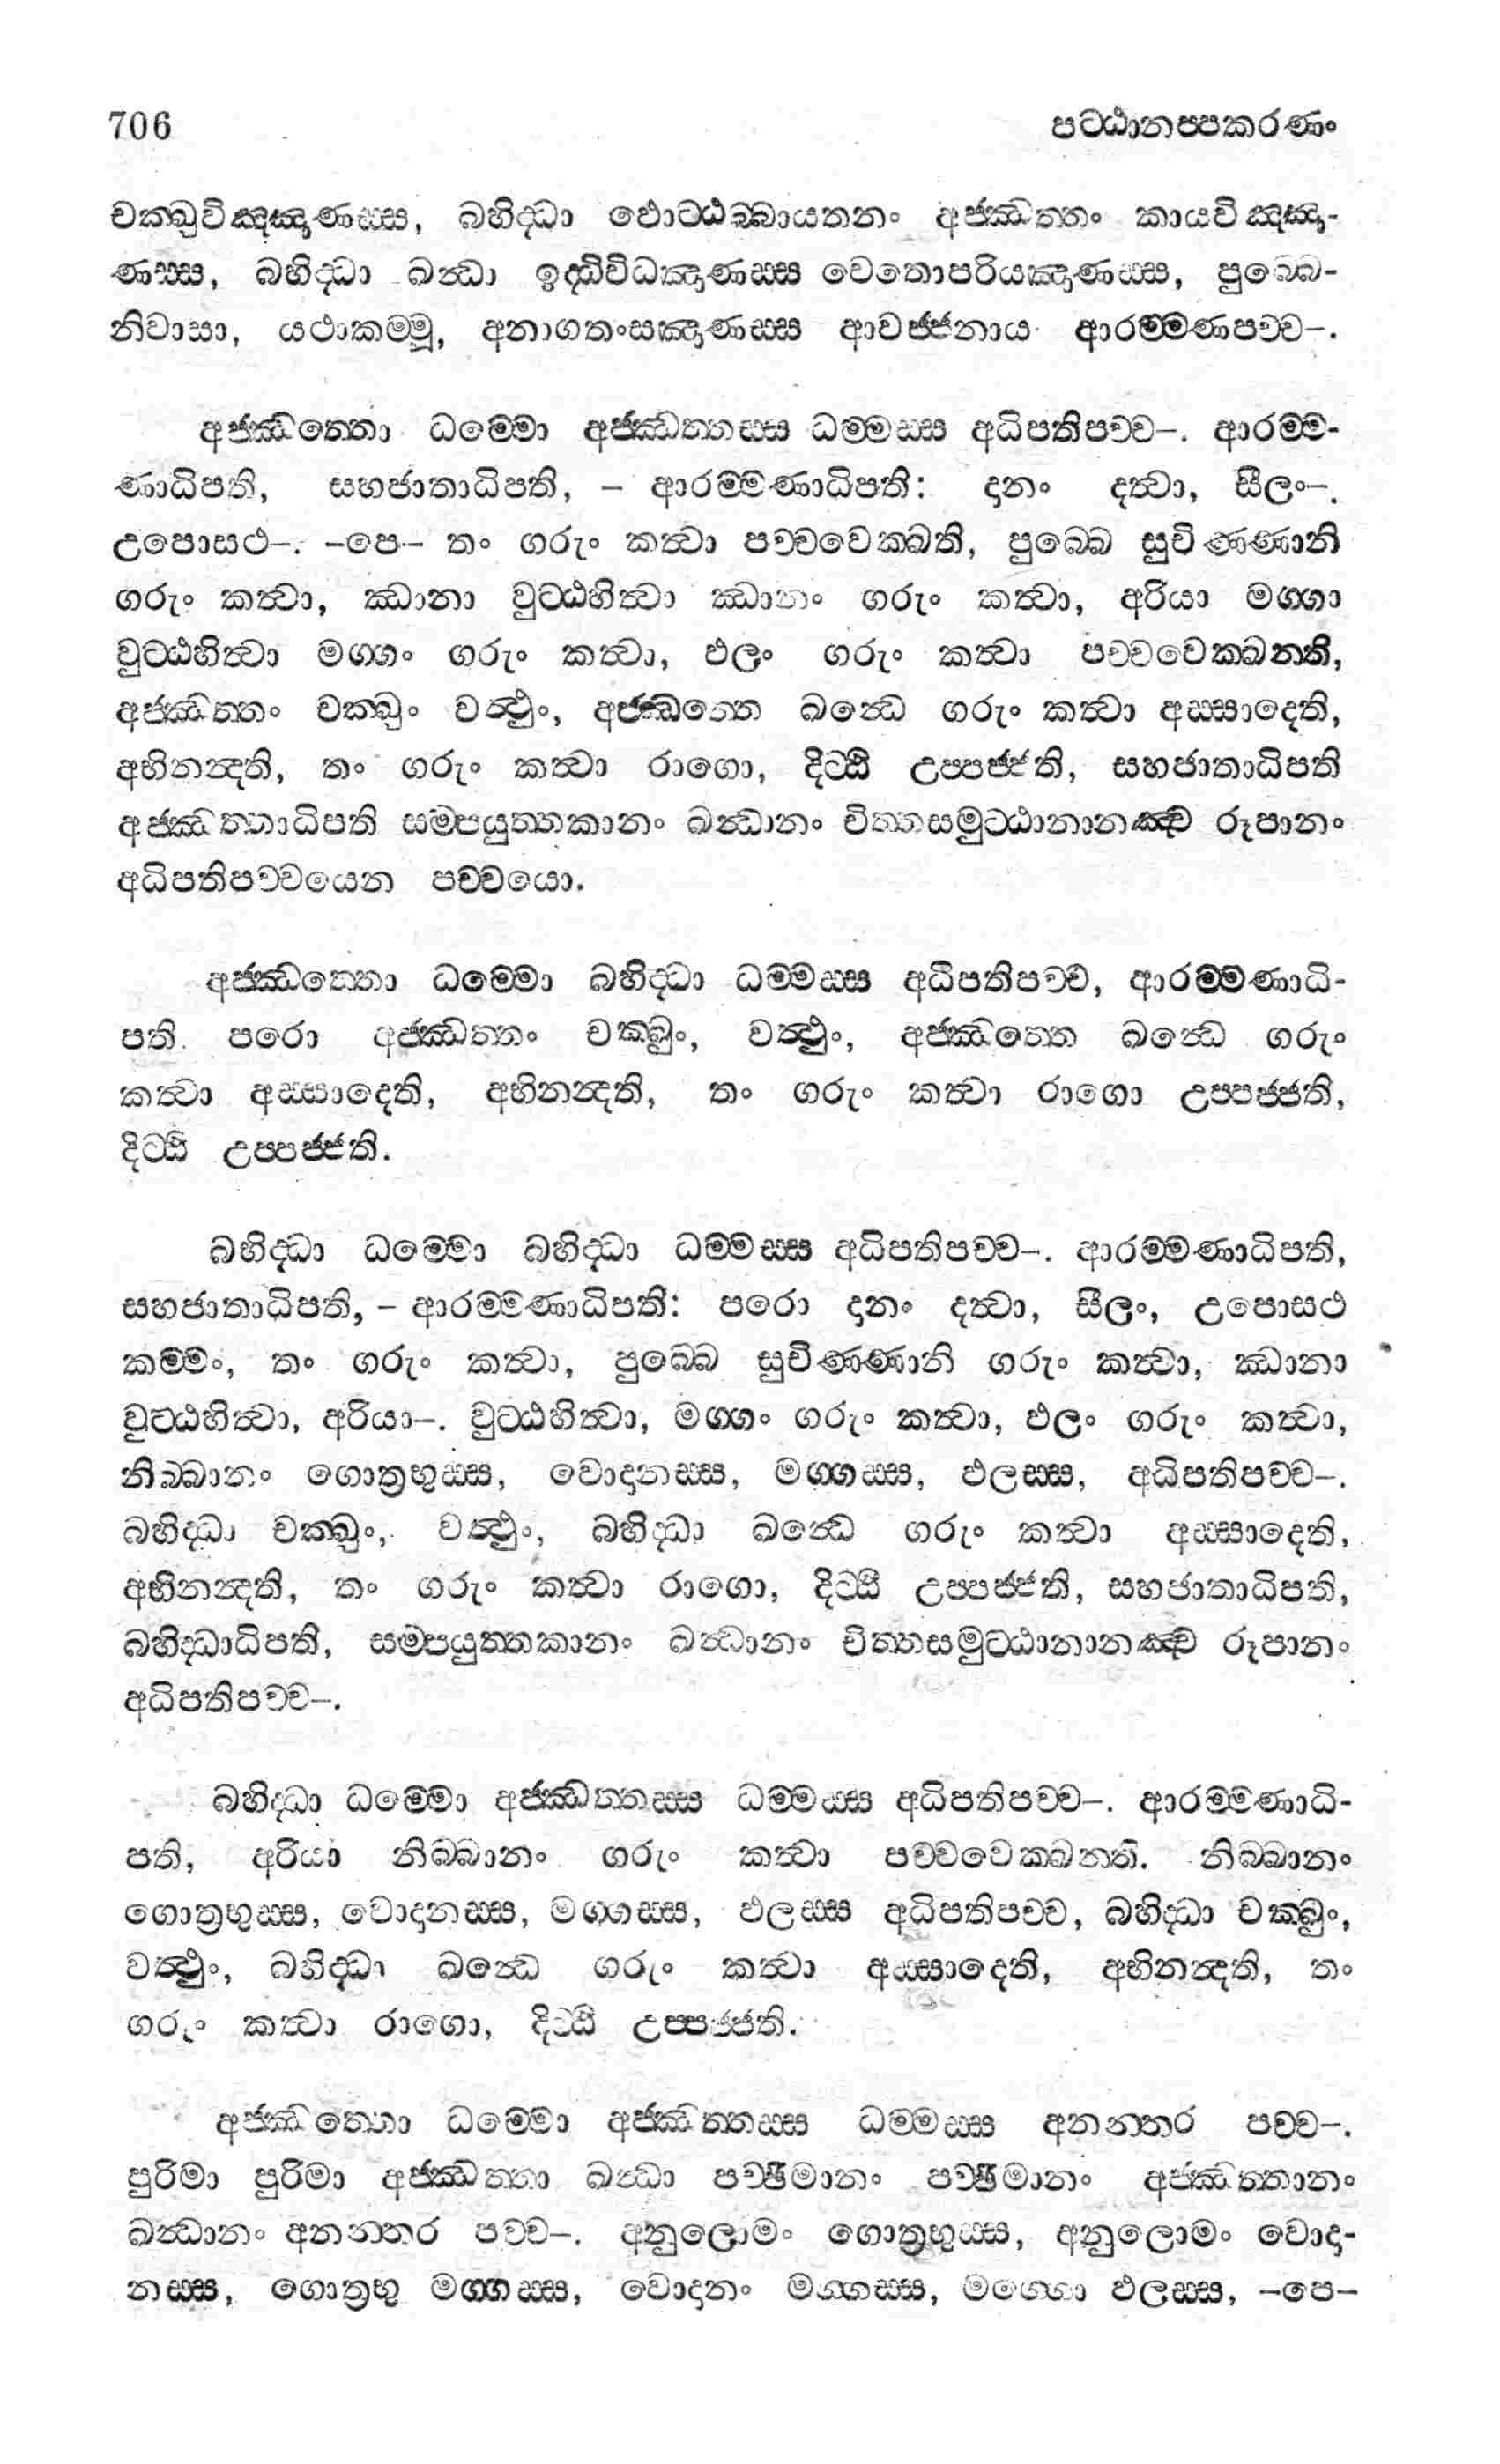 706 පට්ඨානප්පකරණං
චක්ඛුවිඤ්ඤාණස්ස, බහිද්ධා ඵොට්ඨබ්බායතනං අජ්ඣත්තං කායවිඤ්ඤා-
ණස්ස, බහිද්ධා ඛන්ධා ඉද්ධිවිධඤාණස්ස චෙතොපරියඤාණස්ස, පුබ්බෙ-
නිවාසා, යථාකම්මූ, අනාගතංසඤාණස්ස ආවජ්ජනාය ආරම්මණපච්ච–.
අජ්ඣත්තො ධම්මො අජ්ඣත්තස්ස ධම්මස්ස අධිපතිපච්ච–. ආරම්ම-
ණාධිපති, සහජාතාධිපති, – ආරම්මණාධිපති: දානං දත්වා, සීලං–.
උපොසථ–. –පෙ– තං ගරුං කත්වා පච්චවෙක්ඛති, පුබ්බෙ සුචිණ්ණානි
ගරුං කත්වා, ඣානා වුට්ඨහිත්වා ඣානං ගරුං කත්වා, අරියා මග්ගා
වුට්ඨහිත්වා මග්ගං ගරුං කත්වා, ඵලං ගරුං කත්වා පච්චවෙක්ඛන්ති,
අජ්ඣත්තං චක්ඛුං වත්ථුං, අජ්ඣත්තෙ ඛන්ධෙ ගරුං කත්වා අස්සාදෙති,
අභිනන්දති, තං ගරුං කත්වා රාගො, දිට්ඨි උප්පජ්ජති, සහජාතාධිපති
අජ්ඣත්තාධිපති සම්පයුත්තකානං ඛන්ධානං චිත්තසමුට්ඨානානඤ්ච රූපානං
අධිපතිපච්චයෙන පච්චයො.
අජ්ඣත්තො ධම්මො බහිද්ධා ධම්මස්ස අධිපතිපච්ච, ආරම්මණාධි-
පති. පරො අජ්ඣත්තං චක්ඛුං, වත්ථුං, අජ්ඣත්තෙ ඛන්ධෙ ගරුං
කත්වා අස්සාදෙති, අභිනන්දති, තං ගරුං කත්වා රාගො උප්පජ්ජති,
දිට්ඨි උප්පජ්ජති.
බහිද්ධා ධම්මො බහිද්ධා ධම්මස්ස අධිපතිපච්ච–. ආරම්මණාධිපති,
සහජාතාධිපති, – ආරම්මණාධිපති: පරො දානං දත්වා, සීලං, උපොසථ
කම්මං, තං ගරුං කත්වා, පුබ්බෙ සුචිණ්ණානි ගරුං කත්වා, ඣානා
වුට්ඨහිත්වා, අරියා–. වුට්ඨහිත්වා, මග්ගං ගරුං කත්වා, ඵලං ගරුං කත්වා,
නිබ්බානං ගොත්‍රභුස්ස, වොදානස්ස, මග්ගස්ස, ඵලස්ස, අධිපතිපච්ච–.
බහිද්ධා චක්ඛුං, වත්ථුං, බහිද්ධා ඛන්ධෙ ගරුං කත්වා අස්සාදෙති,
අභිනන්දති, තං ගරුං කත්වා රාගො, දිට්ඨි උප්පජ්ජති, සහජාතාධිපති,
බහිද්ධාධිපති, සම්පයුත්තකානං ඛන්ධානං චිත්තසමුට්ඨානානඤ්ච රූපානං
අධිපතිපච්ච–.
බහිද්ධා ධම්මො අජ්ඣත්තස්ස ධම්මස්ස අධිපතිපච්ච–. ආරම්මණාධි-
පති, අරියා නිබ්බානං ගරුං කත්වා පච්චවෙක්ඛන්ති. නිබ්බානං
ගොත්‍රභුස්ස, වොදානස්ස, මග්ගස්ස, ඵලස්ස අධිපතිපච්ච, බහිද්ධා චක්ඛුං,
වත්ථුං, බහිද්ධා ඛන්ධෙ ගරුං කත්වා අස්සාදෙති, අභිනන්දති, තං
ගරුං කත්වා රාගො, දිට්ඨි උප්පජ්ජති.
අජ්ඣත්තො ධම්මො අජ්ඣත්තස්ස ධම්මස්ස අනන්තර පච්ච–.
පුරිමා පුරිමා අජ්ඣත්තා ඛන්ධා පච්ඡිමානං පච්ඡිමානං අජ්ඣත්තානං
ඛන්ධානං අනන්තර පච්ච–. අනුලොමං ගොත්‍රභුස්ස, අනුලොමං වොදා-
නස්ස, ගොත්‍රභු මග්ගස්ස, වොදානං මග්ගස්ස, මග්ගො ඵලස්ස, –පෙ–